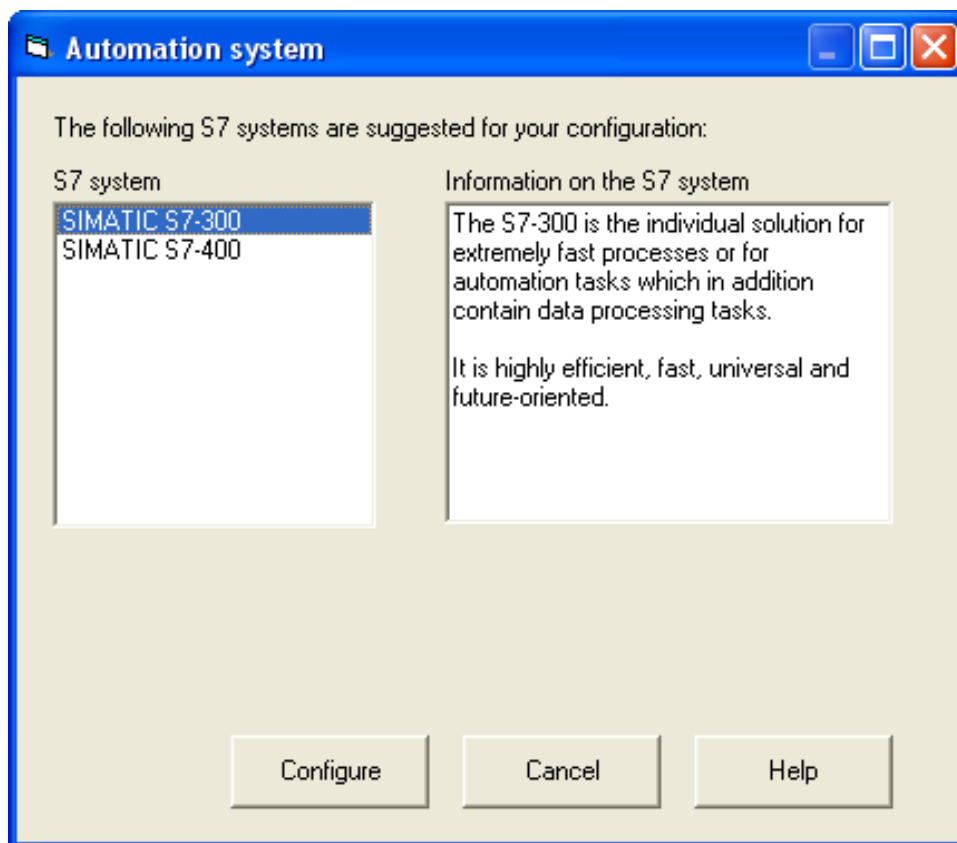 Automation system
The following S7 systems are suggested for your configuration:
S7 system
SIMATIC S7-300
SIMATIC S7-400
Information on the S7 system
The S7-300 is the individual solution for
extremely fast processes or for
automation tasks which in addition
contain data processing tasks.
It is highly efficient, fast, universal and
future-oriented.
Configure
Cancel
Help